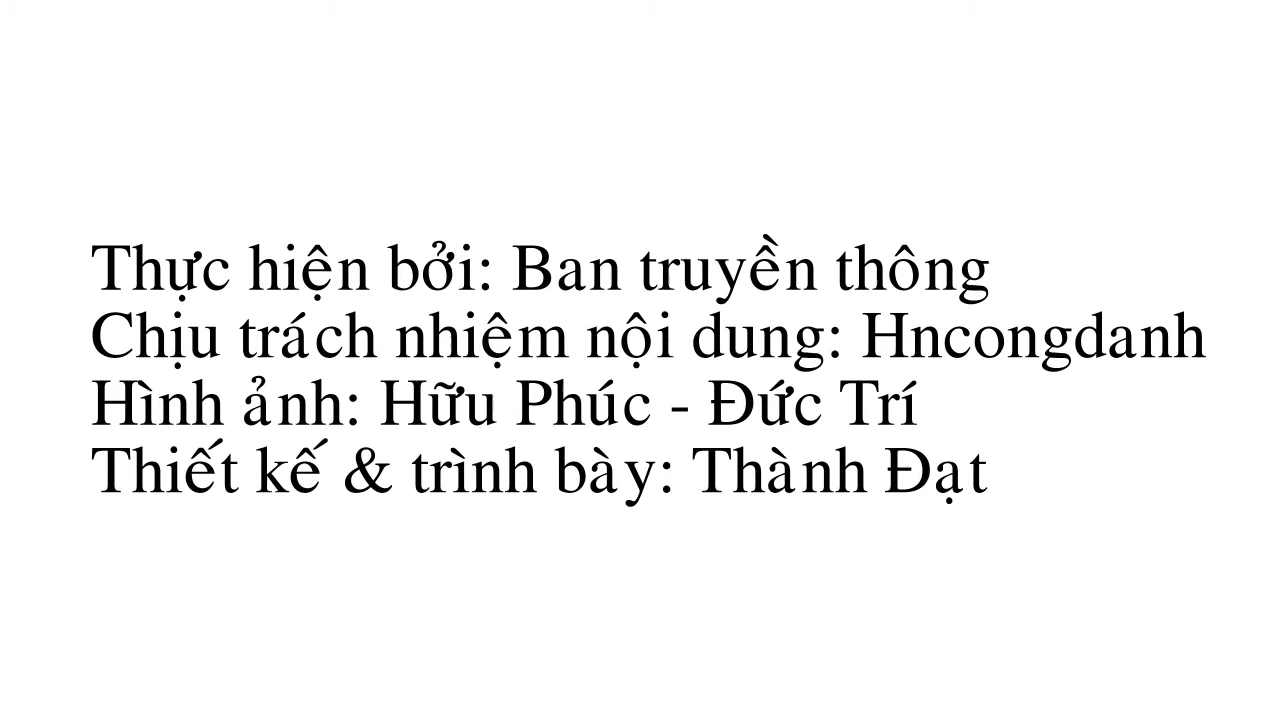 Thực hiện bởi: Ban truyền thông
Chịu trách nhiệm nội dung: Hncongdanh
Hình ảnh: Hữu Phúc - Đức Trí
Thiết kế & trình bày: Thành Đạt